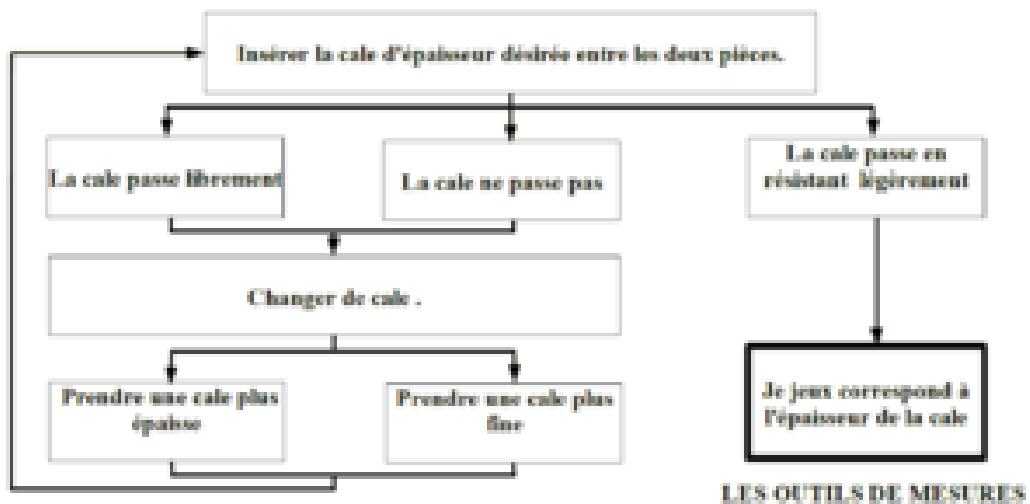 Insérer la cale d'épaisseur désirée entre les deux pièces.
La cale passe librement
La cale ne passe pas
La cale passe en
résistant légèrement
Changer de cale .
Prendre une cale plus
épaisse
Prendre une cale plus
fine
Je jeux correspond à
l'épaisseur de la cale
LES OUTILS DE MESURES